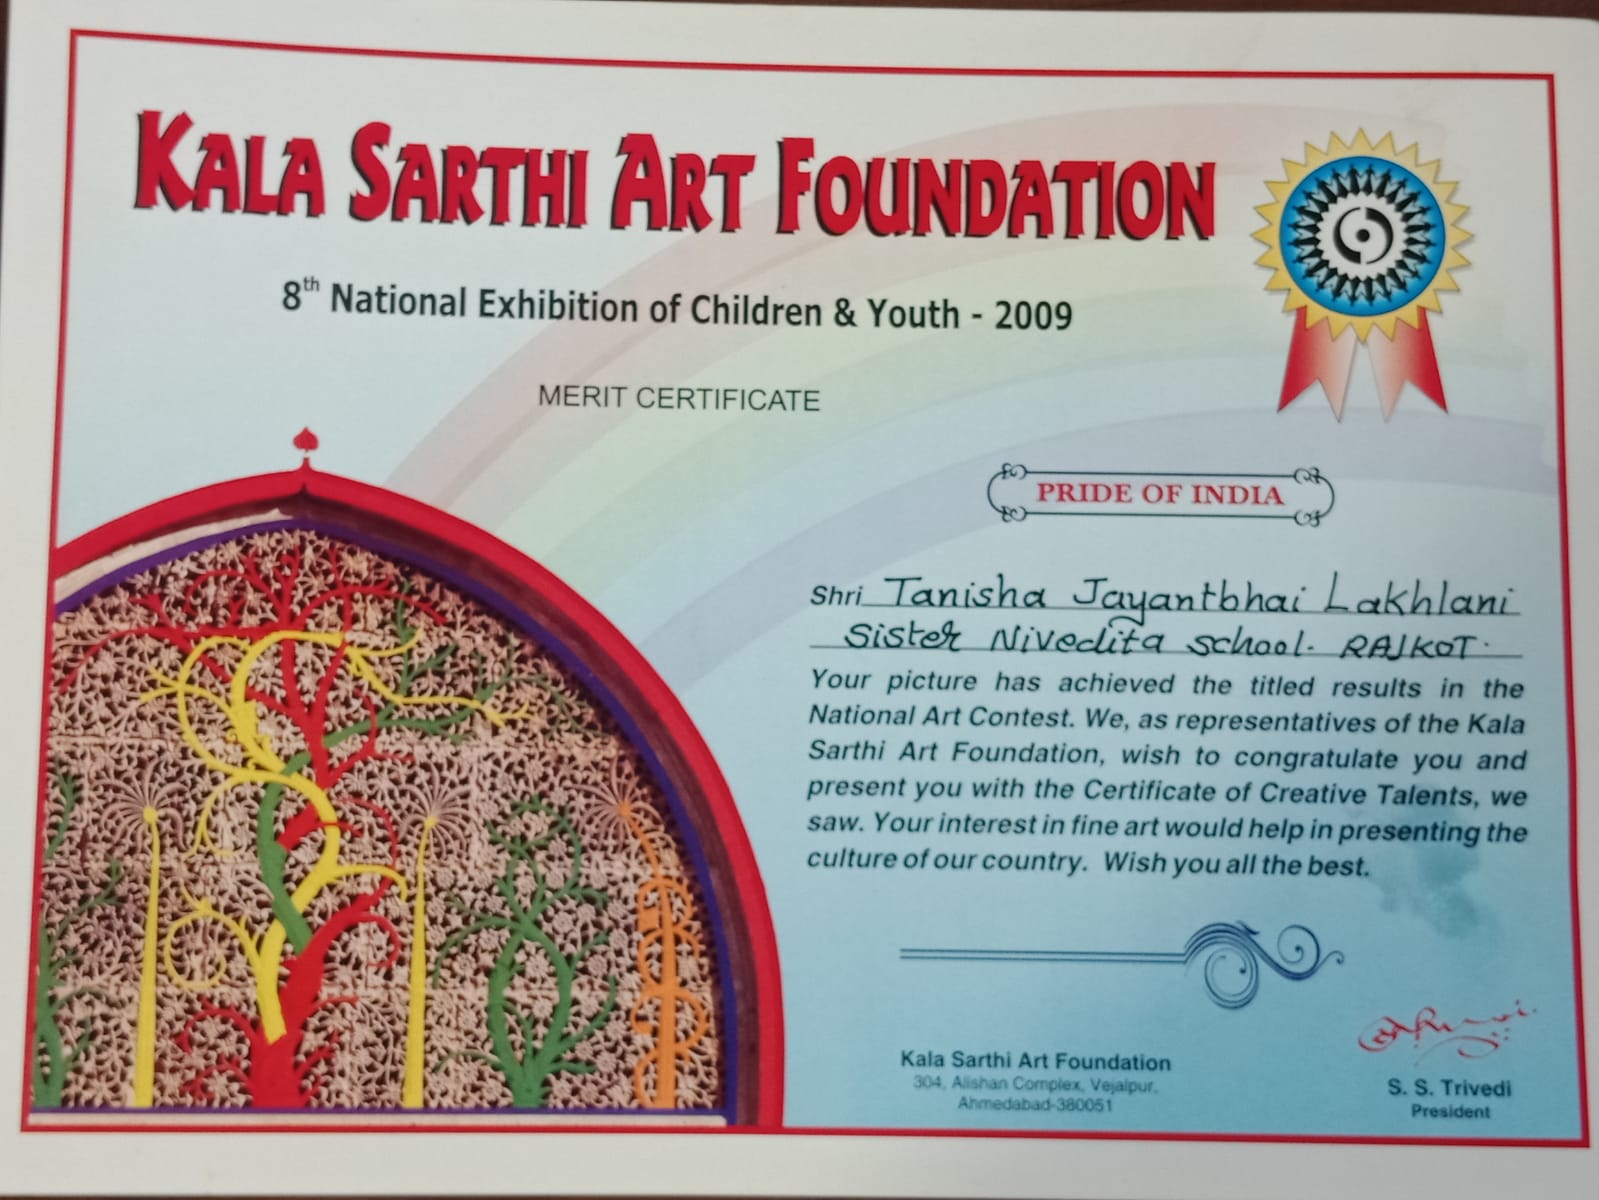 KALA SARTHI ART FOUNDATION
8th National Exhibition of Children & Youth - 2009
MERIT CERTIFICATE
PRIDE OF INDIA
Shri Tanisha Jayantbhai Lakhlani
Sister Nivedita School. RAJKOT.
Your picture has achieved the titled results in the
National Art Contest. We, as representatives of the Kala
Sarthi Art Foundation, wish to congratulate you and
present you with the Certificate of Creative Talents, we
saw. Your interest in fine art would help in presenting the
culture of our country. Wish you all the best.
Kala Sarthi Art Foundation
304, Alishan Complex, Vejalpur,
Ahmedabad-380051
S. S. Trivedi
President